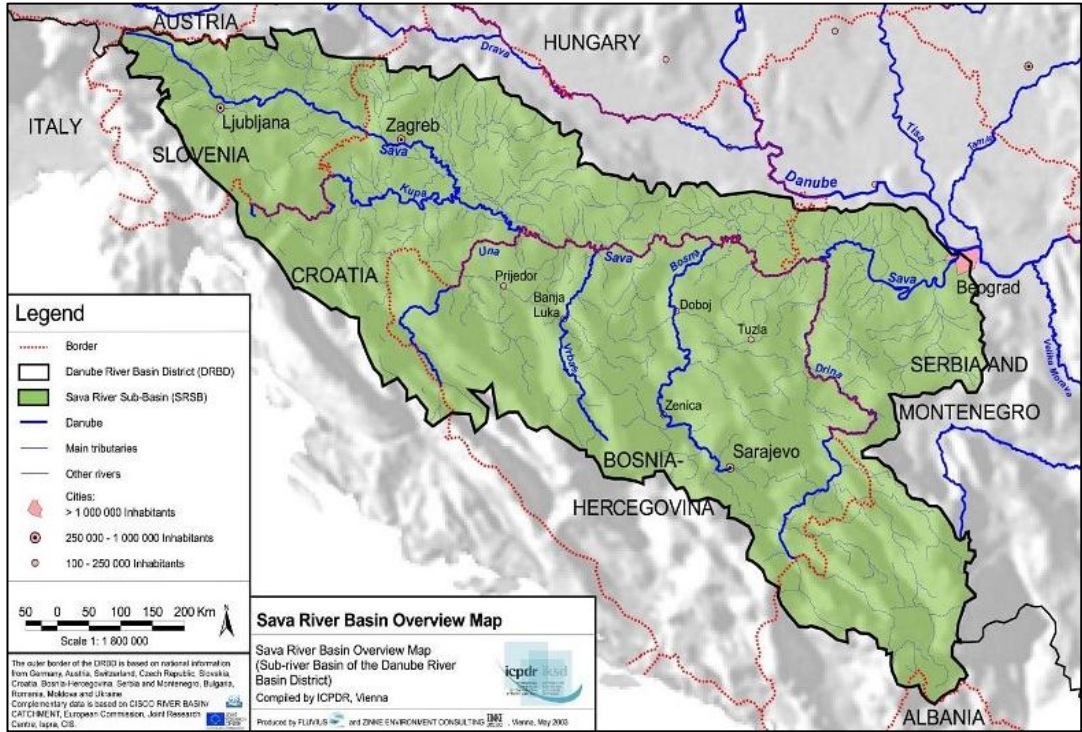 AUSTRIA
HUNGARY
Drava
ITALY
Ljubljana
Zagreb
Sava
SLOVENIA
Kupa
Tisa
Tamis
Danube
CROATIA
Una
Sava
Bosna
Sava
Beograd
Prijedor
Banja
Luka
Doboj
Tuzla
Vrbas
Drina
Velika Morava
SERBIA AND
MONTENEGRO
Zenica
Sarajevo
BOSNIA-
HERCEGOVINA
ALBANIA
Legend
Border
Danube River Basin District (DRBD)
Sava River Sub-Basin (SRSB)
Danube
Main tributaries
Other rivers
Cities:
> 1 000 000 Inhabitants
250 000 - 1 000 000 Inhabitants
100 - 250 000 Inhabitants
50 0 50 100 150 200 Km
N
Scale 1: 1 800 000
The outer border of the DRBD is based on national information
from Germany, Austria, Switzerland, Czech Republic, Slovakia,
Croatia, Bosnia-Hercegovina, Serbia and Montenegro, Bulgaria,
Romania, Moldova and Ukraine
Complementary data is based on CISCO RIVER BASIN/
CATCHMENT, European Commission, Joint Research
Centre, Ispra, CIS.
Sava River Basin Overview Map
Sava River Basin Overview Map
(Sub-river Basin of the Danube River
Basin District)
Compiled by ICPDR, Vienna
icpdr iksd
Produced by FLUVIUS and ZINKE ENVIRONMENT CONSULTING , Vienna, May 2003